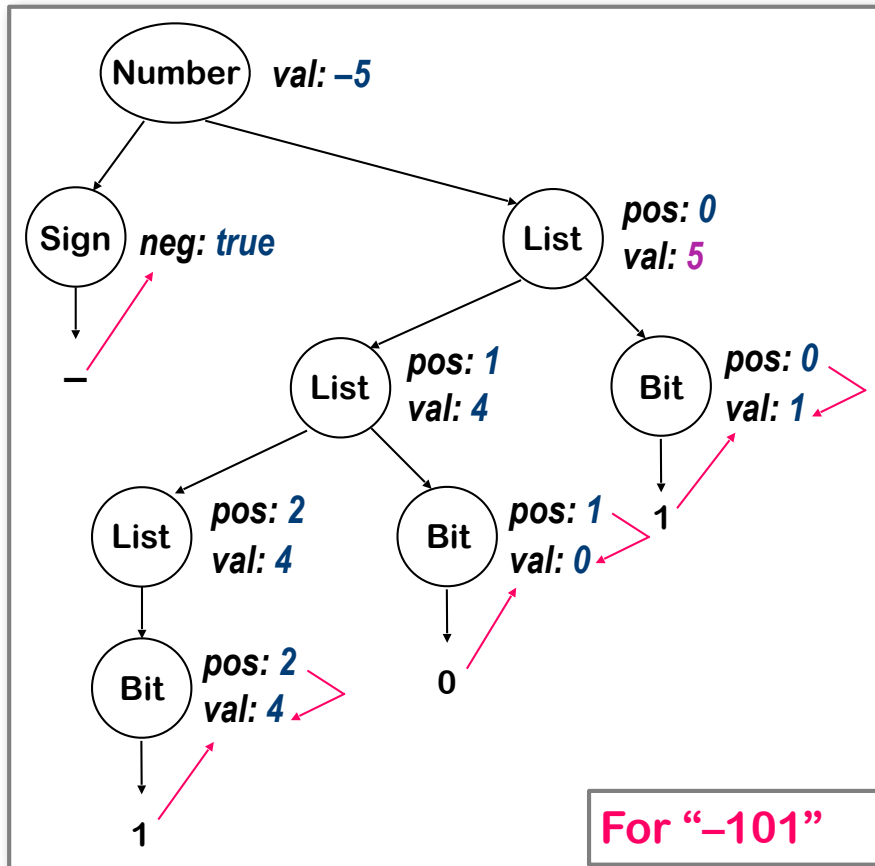 Number val: –5
Sign neg: true
List pos: 0
val: 5
–
List pos: 1
val: 4
Bit pos: 0
val: 1
List pos: 2
val: 4
Bit pos: 1
val: 0
1
Bit pos: 2
val: 4
0
1
For “–101”